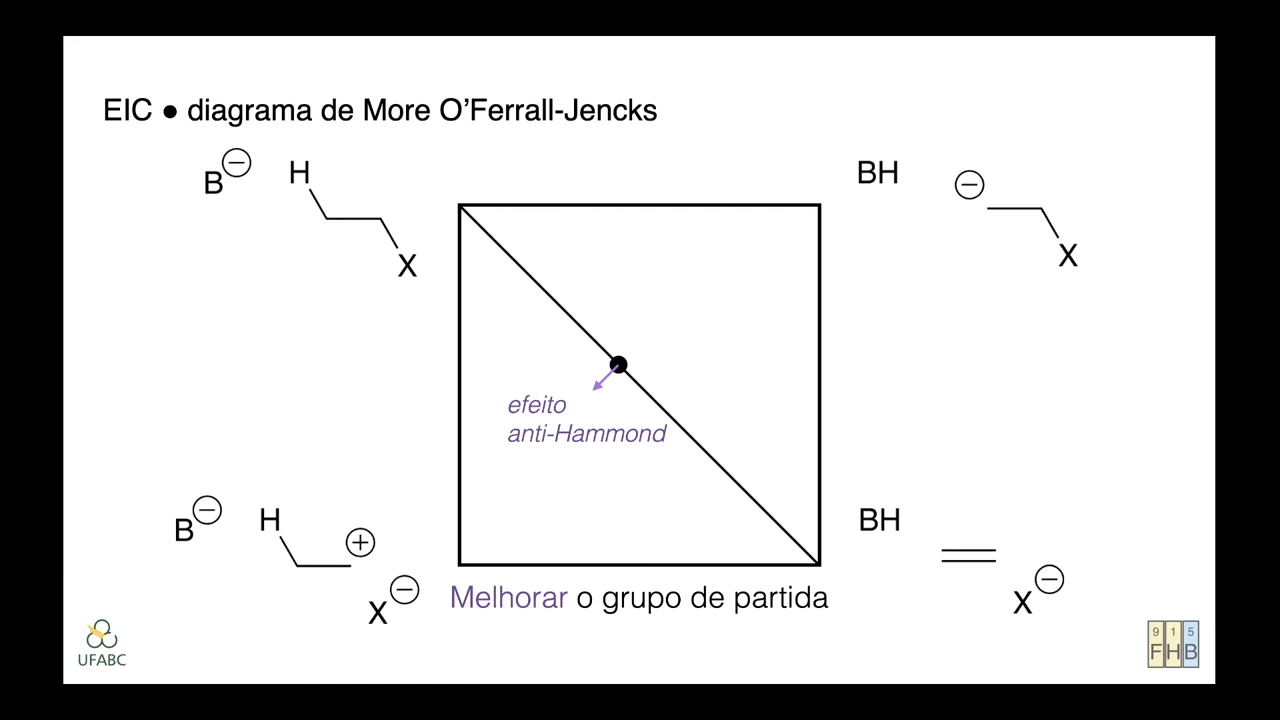 EIC ● diagrama de More O’Ferrall-Jencks
B⊖ H
X
BH ⊖
X
efeito
anti-Hammond
B⊖ H ⊕
X⊖
BH
X⊖
Melhorar o grupo de partida
UFABC
9 1 5
F H B